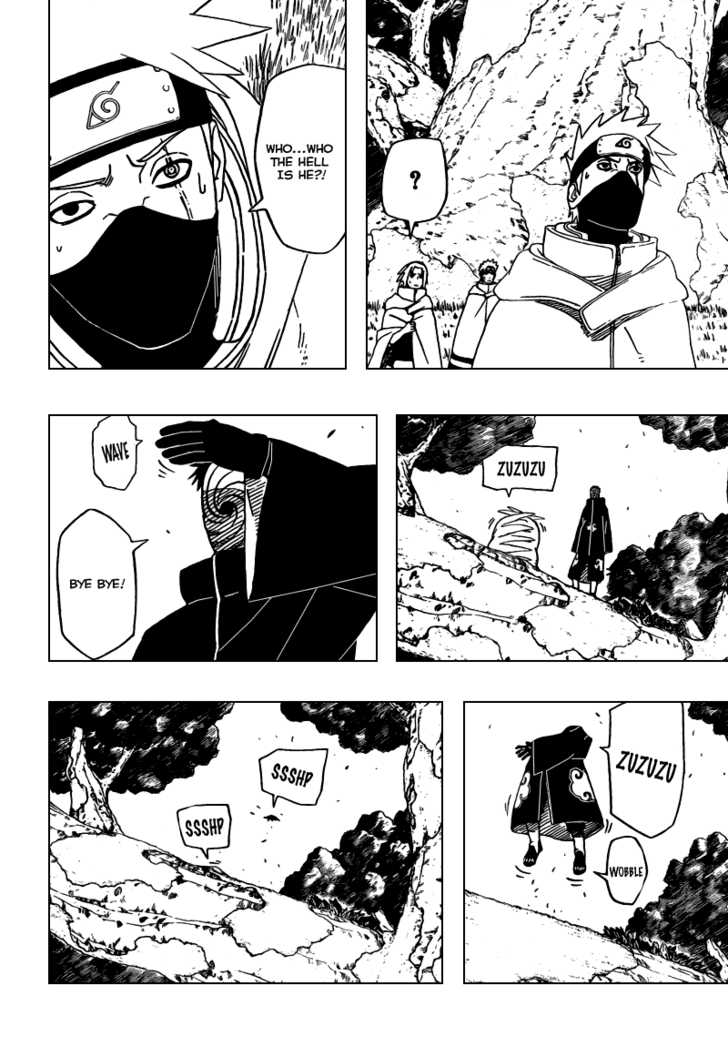 ?
WHO...WHO
THE HELL
IS HE?!
ZUZUZU
WAVE
BYE BYE!
ZUZUZU
WOBBLE
SSSHP
SSSHP